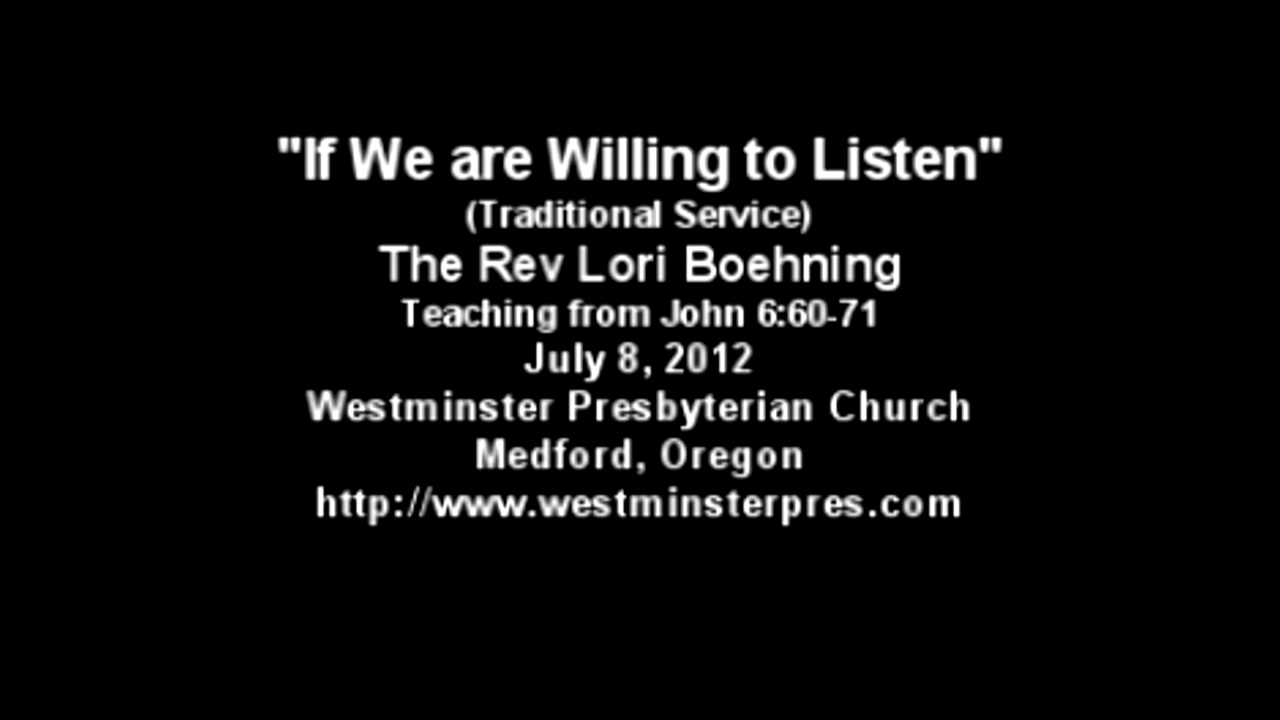 "If We are Willing to Listen"
(Traditional Service)
The Rev Lori Boehning
Teaching from John 6:60-71
July 8, 2012
Westminster Presbyterian Church
Medford, Oregon
http://www.westminsterpres.com